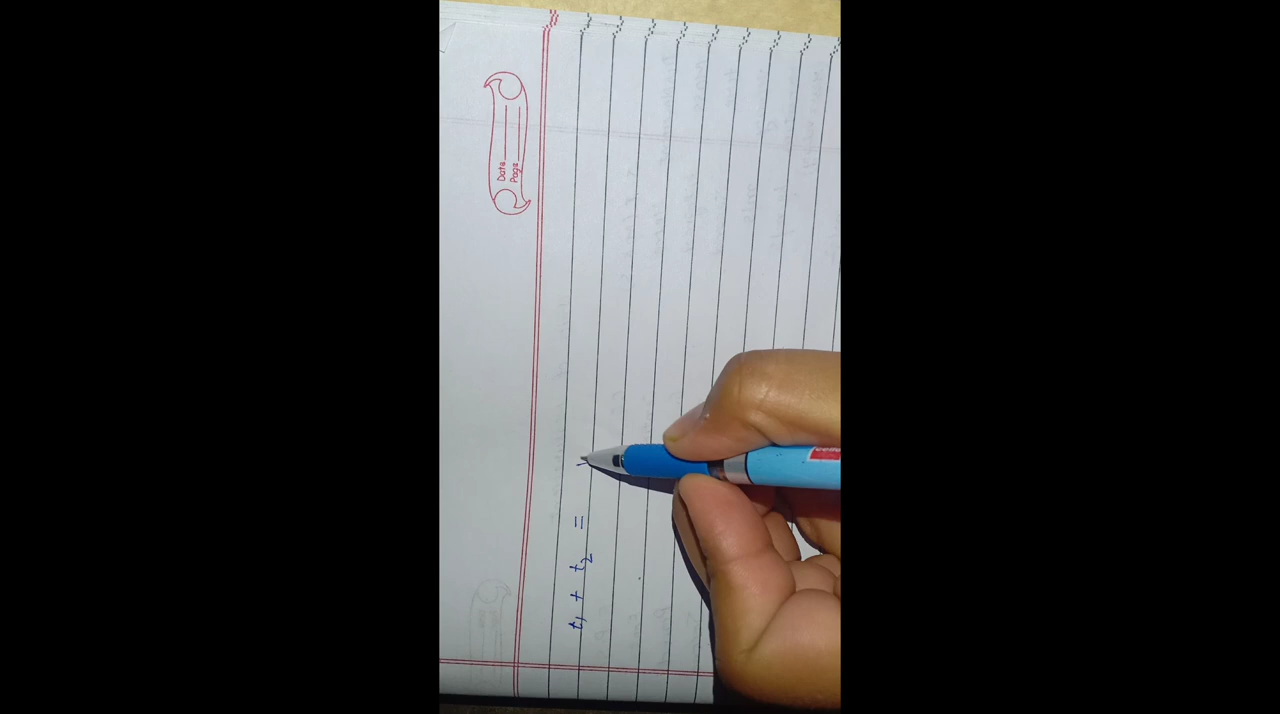 Date
Page
t₁ + t₂ =